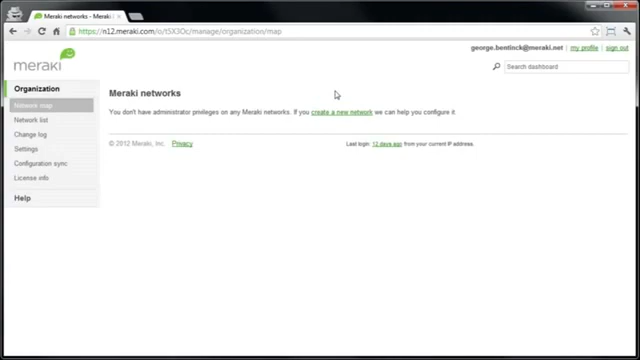 Meraki networks - Meraki
https://n12.meraki.com/o/t5X3Oc/manage/organization/map
george.bentinck@meraki.net | my profile | sign out
meraki
Search dashboard
Organization
Network map
Network list
Change log
Settings
Configuration sync
License info
Help
Meraki networks
You don't have administrator privileges on any Meraki networks. If you create a new network we can help you configure it
© 2012 Meraki, Inc. Privacy
Last login: 12 days ago from your current IP address.